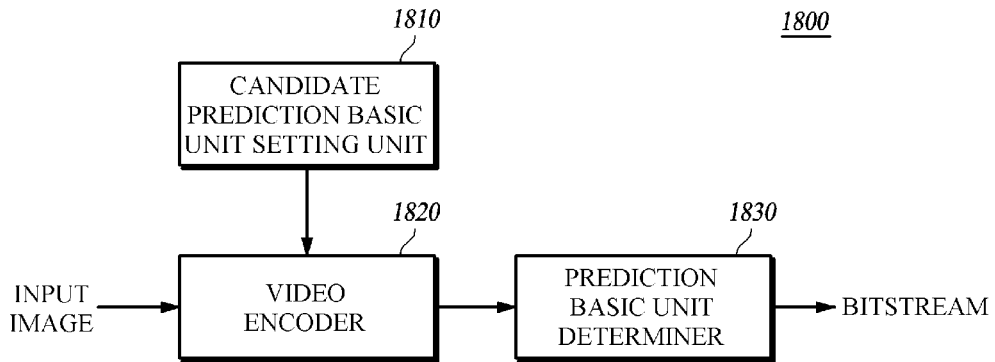 1800
1810
CANDIDATE
PREDICTION BASIC
UNIT SETTING UNIT
1820
1830
INPUT
IMAGE
VIDEO
ENCODER
PREDICTION
BASIC UNIT
DETERMINER
BITSTREAM